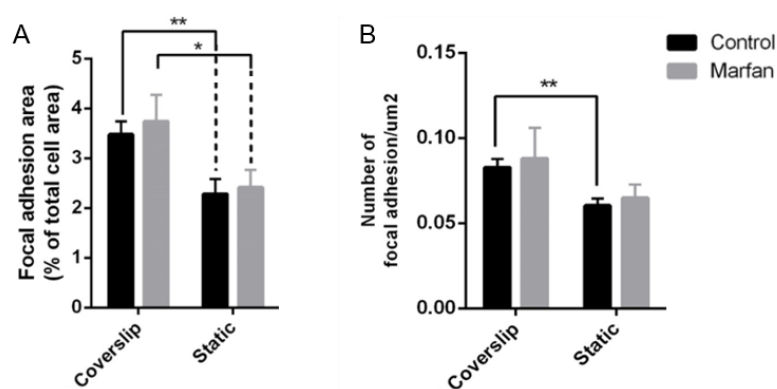 A
Focal adhesion area
(% of total cell area)
5
4
3
2
1
0
**
*
Coverslip
Static
B
Number of
focal adhesion/um2
0.15
0.10
0.05
0.00
**
Coverslip
Static
Control
Marfan